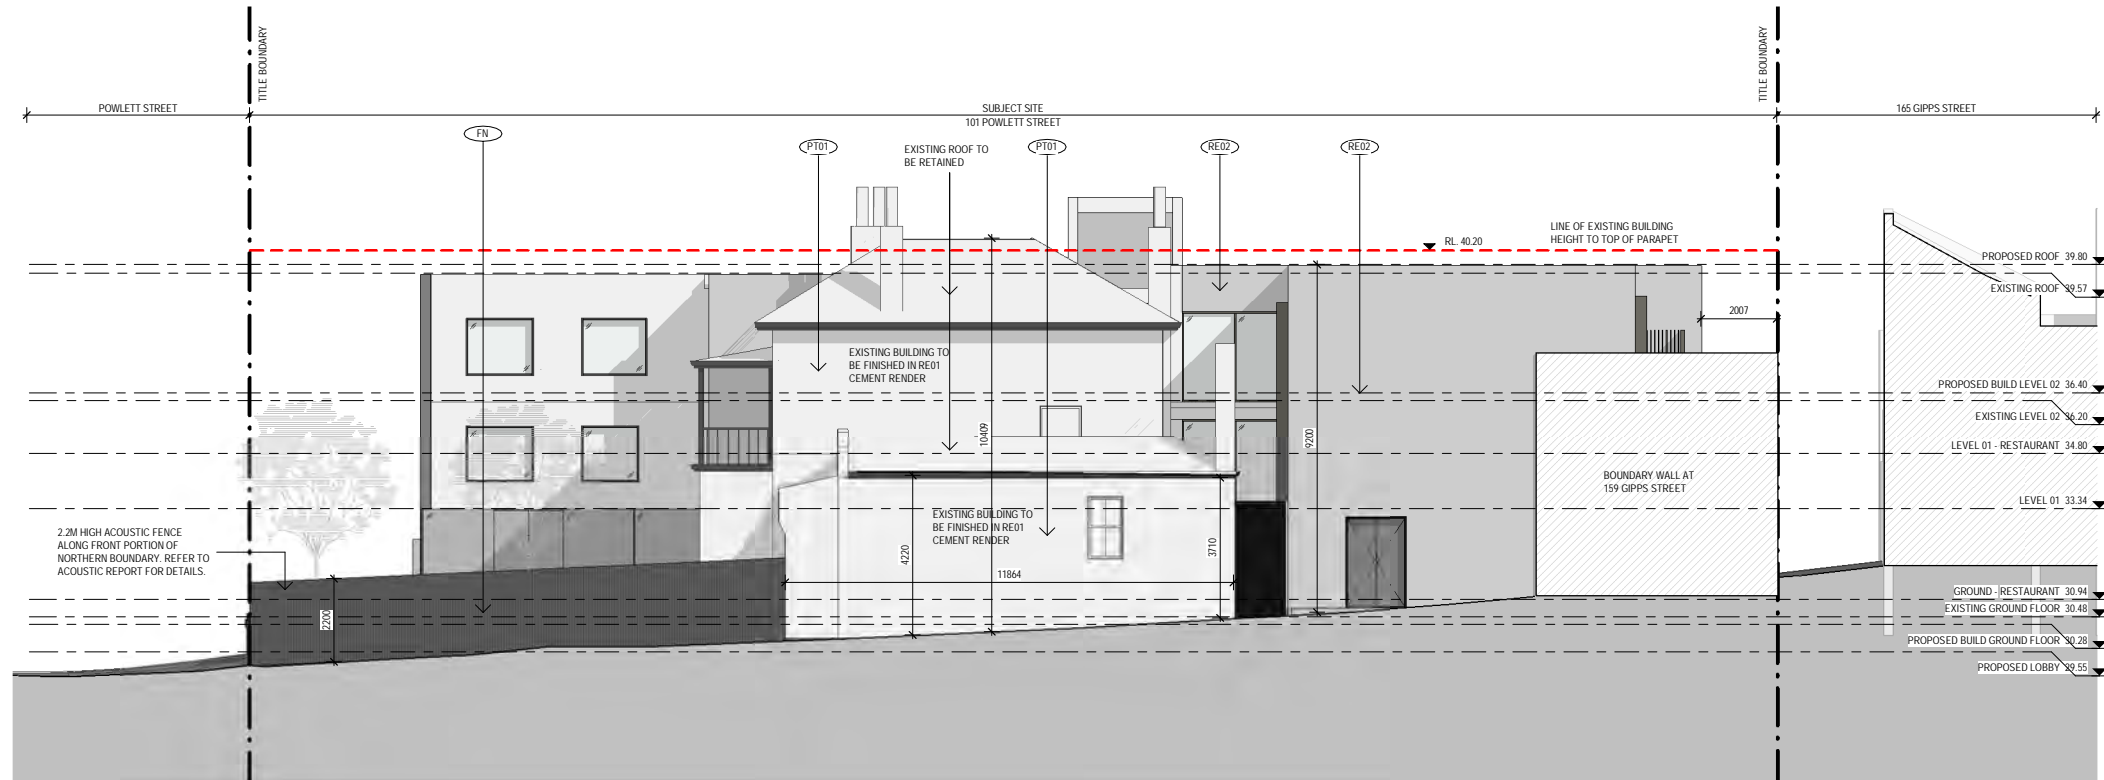 TITLE BOUNDARY
TITLE BOUNDARY
POWLETT STREET
SUBJECT SITE
101 POWLETT STREET
165 GIPPS STREET
FN
PT01
EXISTING ROOF TO
BE RETAINED
PT01
RE02
RE02
LINE OF EXISTING BUILDING
HEIGHT TO TOP OF PARAPET
RL. 40.20
PROPOSED ROOF 39.80
EXISTING ROOF 39.57
2007
EXISTING BUILDING TO
BE FINISHED IN RE01
CEMENT RENDER
PROPOSED BUILD LEVEL 02 36.40
EXISTING LEVEL 02 36.20
10409
9200
LEVEL 01 - RESTAURANT 34.80
BOUNDARY WALL AT
159 GIPPS STREET
LEVEL 01 33.34
EXISTING BUILDING TO
BE FINISHED IN RE01
CEMENT RENDER
2.2M HIGH ACOUSTIC FENCE
ALONG FRONT PORTION OF
NORTHERN BOUNDARY. REFER TO
ACOUSTIC REPORT FOR DETAILS.
4220
3710
11864
2200
GROUND - RESTAURANT 30.94
EXISTING GROUND FLOOR 30.48
PROPOSED BUILD GROUND FLOOR 30.28
PROPOSED LOBBY 29.55